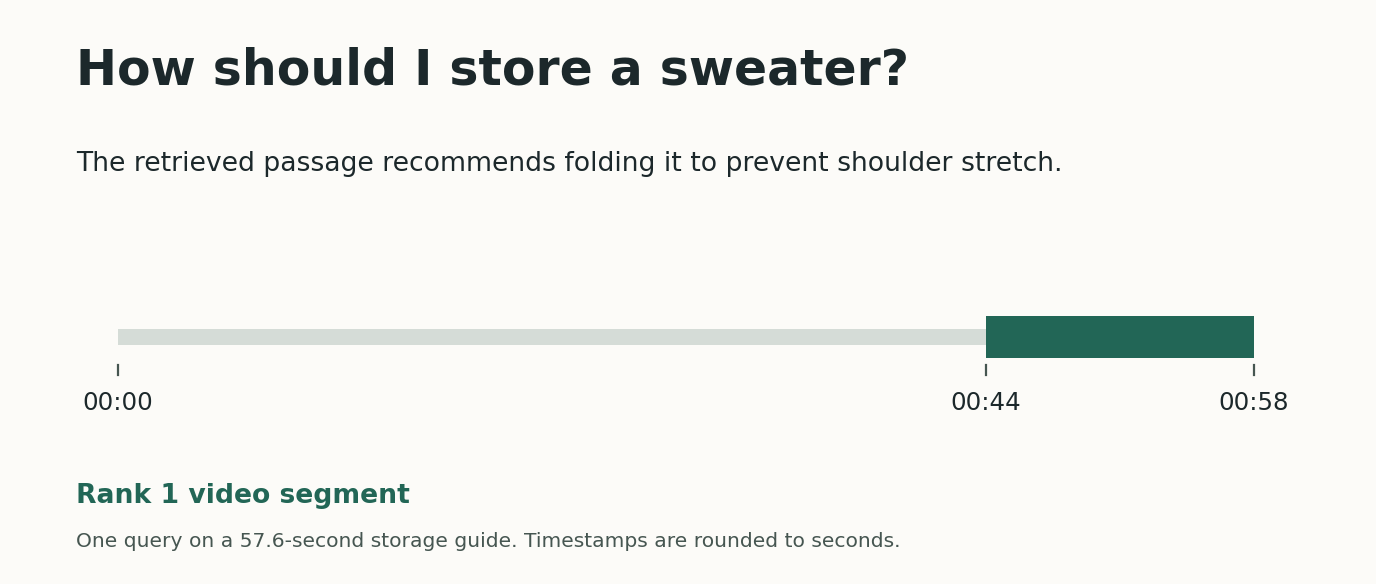 How should I store a sweater?
The retrieved passage recommends folding it to prevent shoulder stretch.
00:00
00:44
00:58
Rank 1 video segment
One query on a 57.6-second storage guide. Timestamps are rounded to seconds.